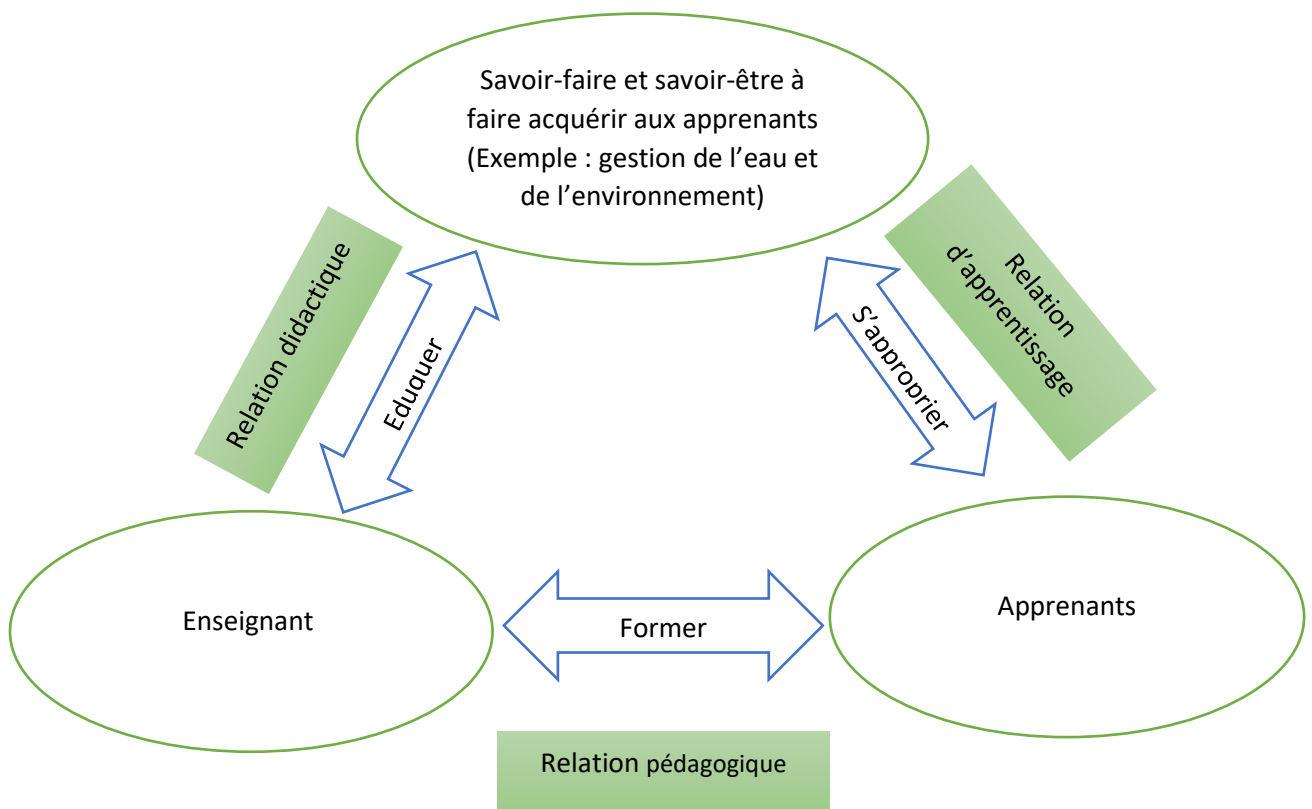 Savoir-faire et savoir-être à
faire acquérir aux apprenants
(Exemple : gestion de l’eau et
de l’environnement)
Relation didactique
Eduquer
S’approprier
Relation
d’apprentissage
Enseignant
Former
Apprenants
Relation pédagogique